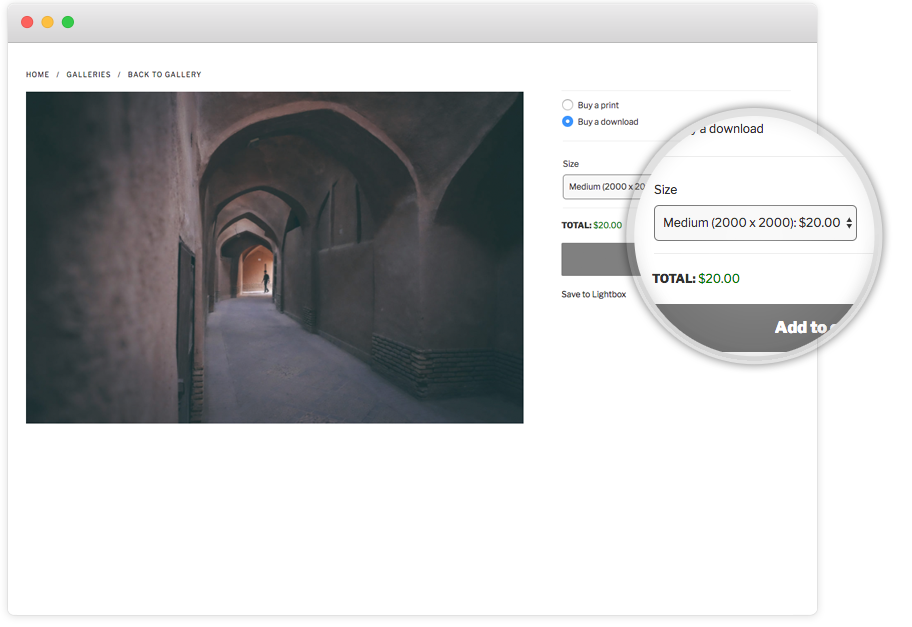 HOME / GALLERIES / BACK TO GALLERY
Buy a print
Buy a download
Size
Medium (2000 x 20
TOTAL: $20.00
Save to Lightbox
y a download
Size
Medium (2000 x 2000): $20.00
TOTAL: $20.00
Add to